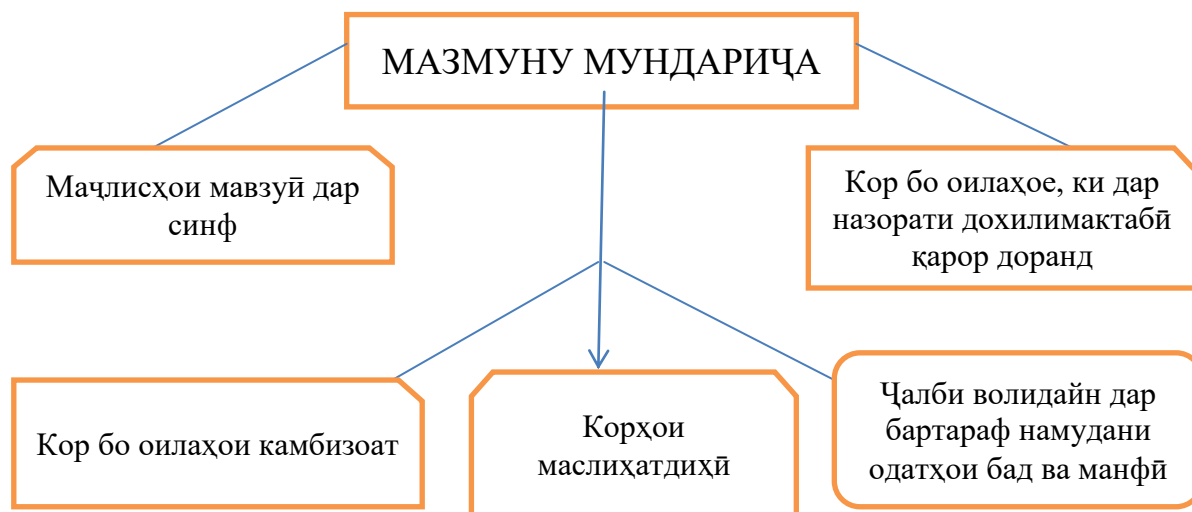 МАЗМУНУ МУНДАРИҶА
Маҷлисҳои мавзуӣ дар
синф
Кор бо оилаҳое, ки дар
назорати дохилимактабӣ
қарор доранд
Кор бо оилаҳои камбизоат
Корҳои
маслиҳатдиҳӣ
Ҷалби волидайн дар
бартараф намудани
одатҳои бад ва манфӣ